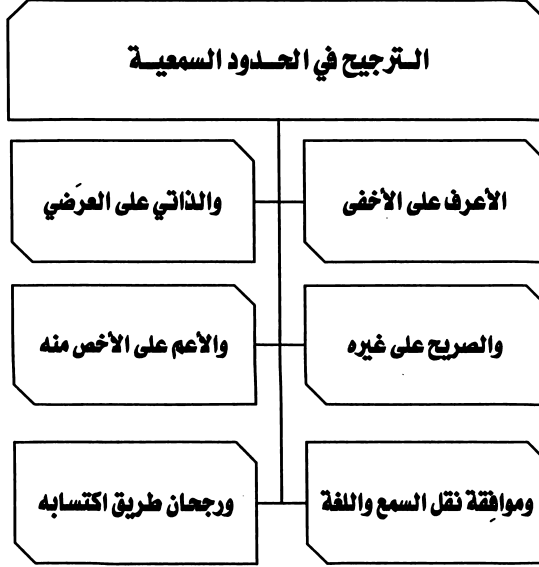 الترجيح في الحدود السمعية
الأعرف على الأخفى
والذاتي على العرَضي
والصريح على غيره
والأعم على الأخص منه
وموافِقة نقل السمع واللغة
ورجحان طريق اكتسابه